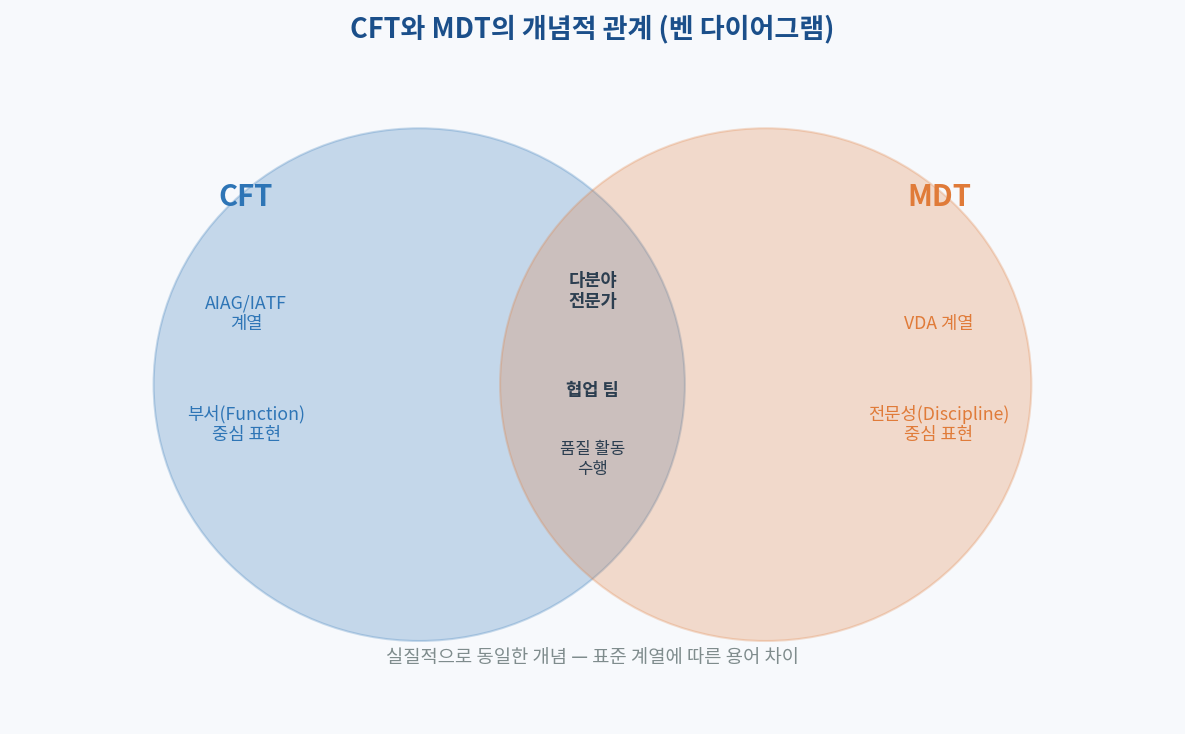 CFT와 MDT의 개념적 관계 (벤 다이어그램)
CFT
AIAG/IATF
계열
부서(Function)
중심 표현
다분야
전문가
협업 팀
품질 활동
수행
MDT
VDA 계열
전문성(Discipline)
중심 표현
실질적으로 동일한 개념 — 표준 계열에 따른 용어 차이